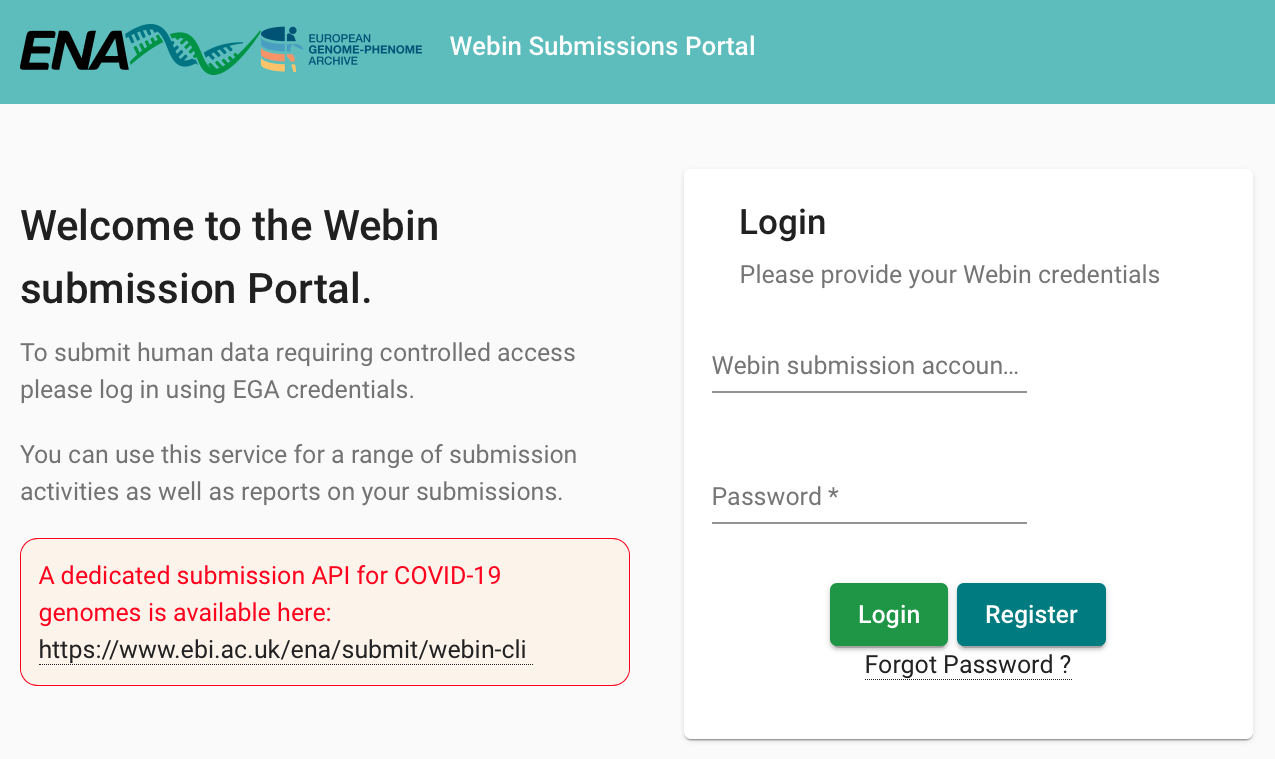 ENA
EUROPEAN
GENOME-PHENOME
ARCHIVE
Webin Submissions Portal
Welcome to the Webin
submission Portal.
To submit human data requiring controlled access
please log in using EGA credentials.
You can use this service for a range of submission
activities as well as reports on your submissions.
A dedicated submission API for COVID-19
genomes is available here:
https://www.ebi.ac.uk/ena/submit/webin-cli
Login
Please provide your Webin credentials
Webin submission accoun...
Password *
Login
Register
Forgot Password ?